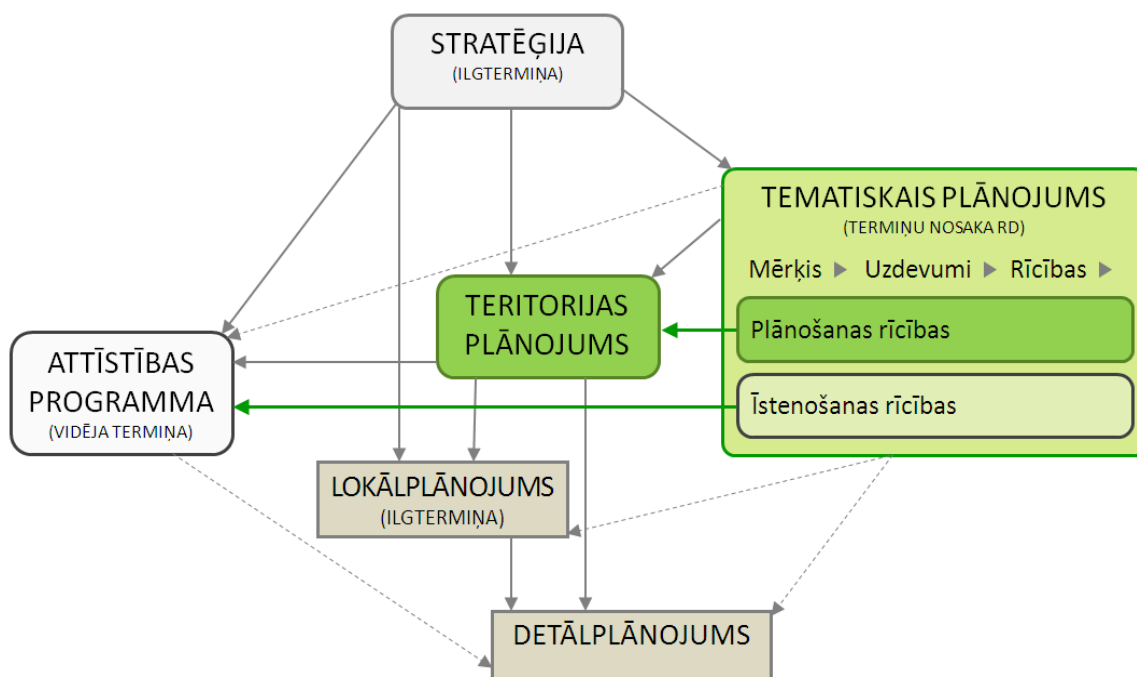 STRATĒĢIJA
(ILGTERMIŅA)
TEMATISKAIS PLĀNOJUMS
(TERMIŅU NOSAKA RD)
Mērķis Uzdevumi Rīcības
Plānošanas rīcības
Īstenošanas rīcības
TERITORIJAS
PLĀNOJUMS
ATTĪSTĪBAS
PROGRAMMA
(VIDĒJA TERMIŅA)
LOKĀLPLĀNOJUMS
(ILGTERMIŅA)
DETĀLPLĀNOJUMS